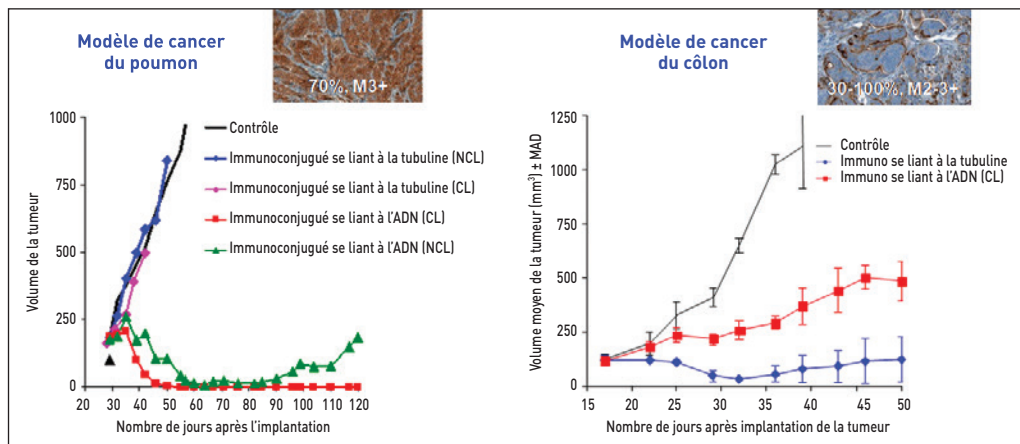 Modèle de cancer
du poumon
70%, M3+
Volume de la tumeur
1000
750
500
250
0
Contrôle
Immunoconjugué se liant à la tubuline (NCL)
Immunoconjugué se liant à la tubuline (CL)
Immunoconjugué se liant à l'ADN (CL)
Immunoconjugué se liant à l'ADN (NCL)
20 30 40 50 60 70 80 90 100 110 120
Nombre de jours après l'implantation
Modèle de cancer
du côlon
30-100%, M2-3+
Volume moyen de la tumeur (mm³) ± MAD
1250
1000
750
500
250
0
Contrôle
Immuno se liant à la tubuline
Immuno se liant à l'ADN (CL)
15 22 25 29 36 43 50
Nombre de jours après implantation de la tumeur